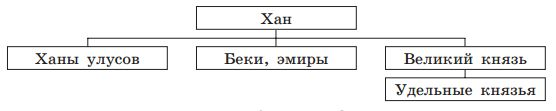 Хан
Ханы улусов
Беки, эмиры
Великий князь
Удельные князья